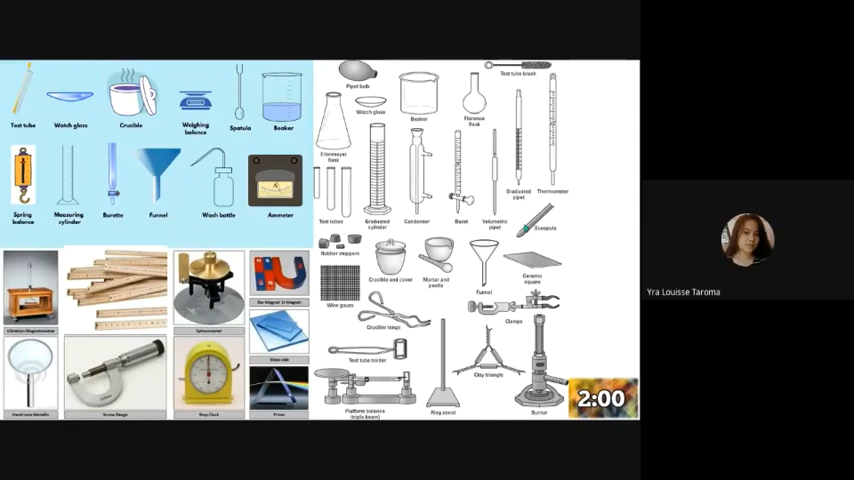 Test tube
Watch glass
Crucible
Weighing
balance
Spatula
Beaker
Spring
balance
Measuring
cylinder
Burette
Funnel
Wash bottle
Ammeter
Vibration Magnetometer
Spherometer
Bar Magnet U Magnet
Glass slab
Hand Lens Metallic
Screw Gauge
Stop Clock
Prism
Pipet bulb
Watch glass
Beaker
Florence
flask
Test tube brush
Erlenmeyer
flask
Graduated
pipet
Thermometer
Test tubes
Graduated
cylinder
Condenser
Buret
Volumetric
pipet
Scoopula
Rubber stoppers
Crucible and cover
Mortar and
pestle
Funnel
Ceramic
square
Wire gauze
Crucible tongs
Clamps
Test tube holder
Clay triangle
Platform balance
(triple beam)
Ring stand
Burner
2:00
Yra Louisse Taroma